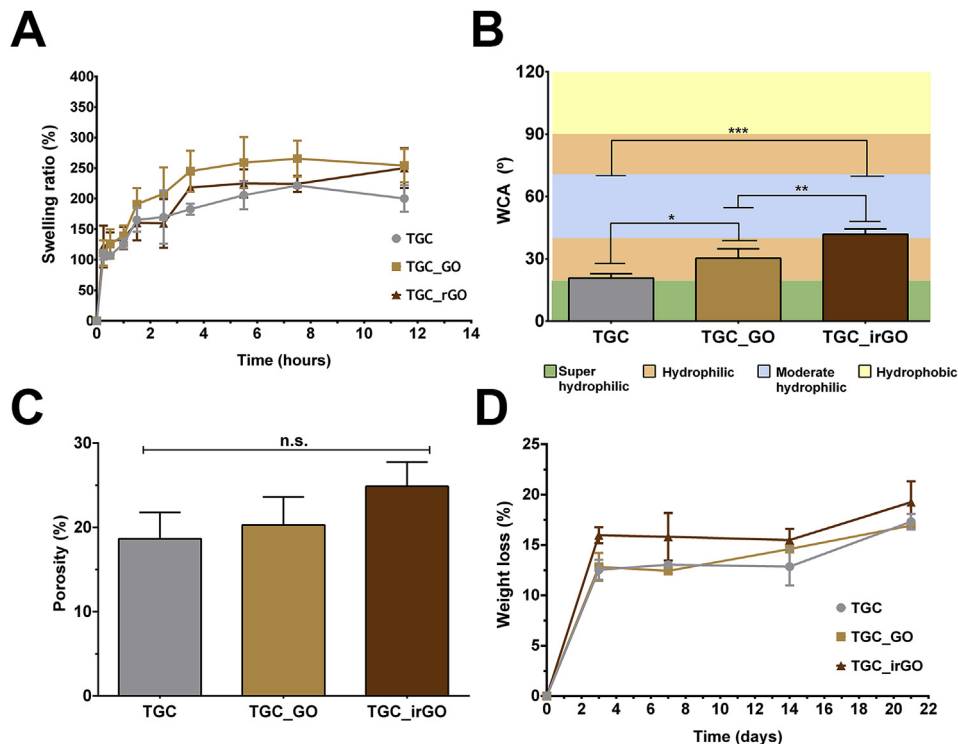 A
Swelling ratio (%)
400
350
300
250
200
150
100
50
0
0 2 4 6 8 10 12 14
Time (hours)
TGC
TGC_GO
TGC_rGO
B
WCA (º)
120
90
60
30
0
***
**
*
TGC TGC_GO TGC_irGO
Super
hydrophilic
Hydrophilic
Moderate
hydrophilic
Hydrophobic
C
Porosity (%)
30
20
10
0
n.s.
TGC TGC_GO TGC_irGO
D
Weight loss (%)
25
20
15
10
5
0
0 2 4 6 8 10 12 14 16 18 20 22
Time (days)
TGC
TGC_GO
TGC_irGO